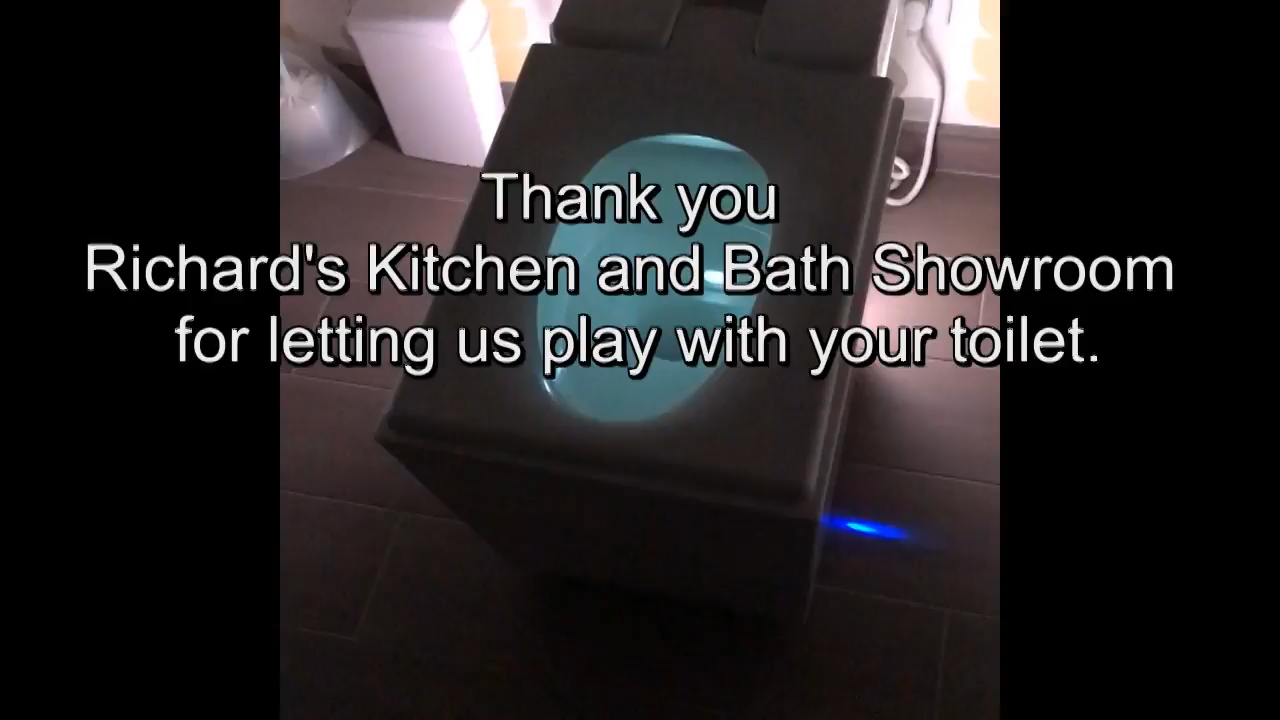 Thank you
Richard's Kitchen and Bath Showroom
for letting us play with your toilet.